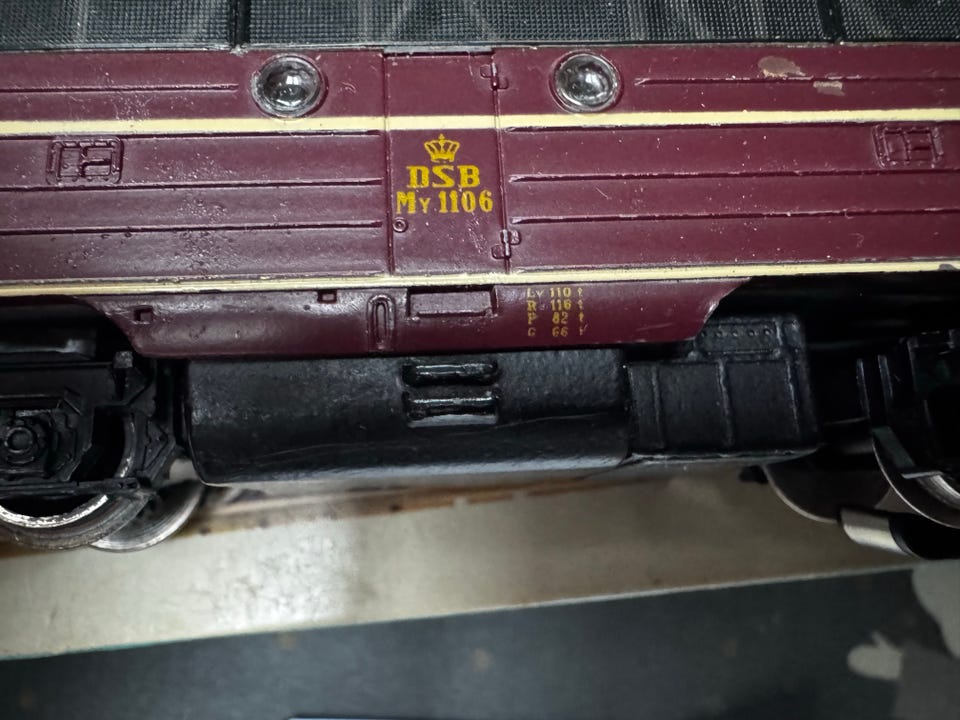 DSB
My 1106
Lv 110 t
R 116 t
P 82 t
G 66 t